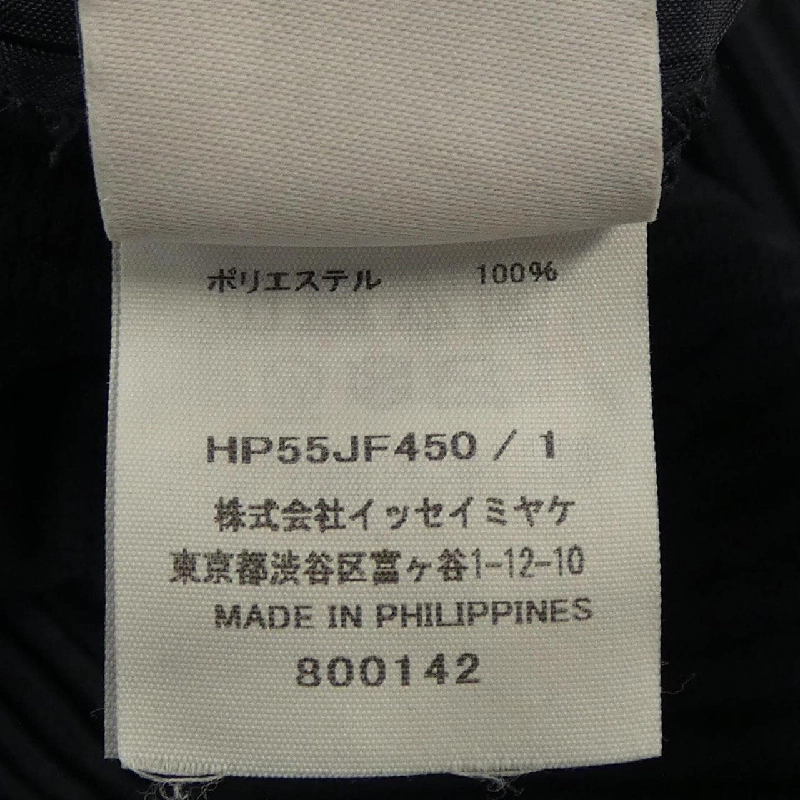 ポリエステル 100%
HP55JF450 / 1
株式会社イッセイミヤケ
東京都渋谷区富ヶ谷1-12-10
MADE IN PHILIPPINES
800142